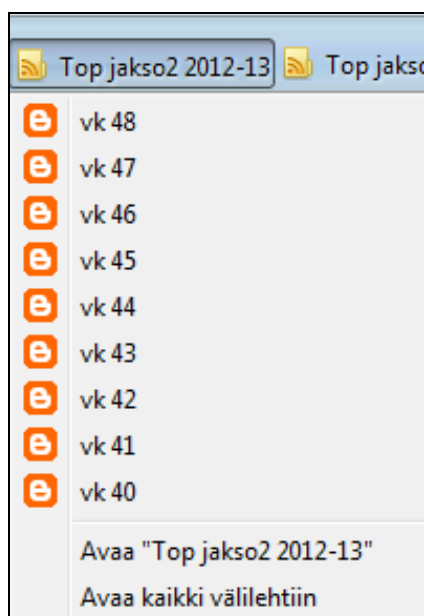 Top jakso2 2012-13 Top jakso
vk 48
vk 47
vk 46
vk 45
vk 44
vk 43
vk 42
vk 41
vk 40
Avaa "Top jakso2 2012-13"
Avaa kaikki välilehtiin